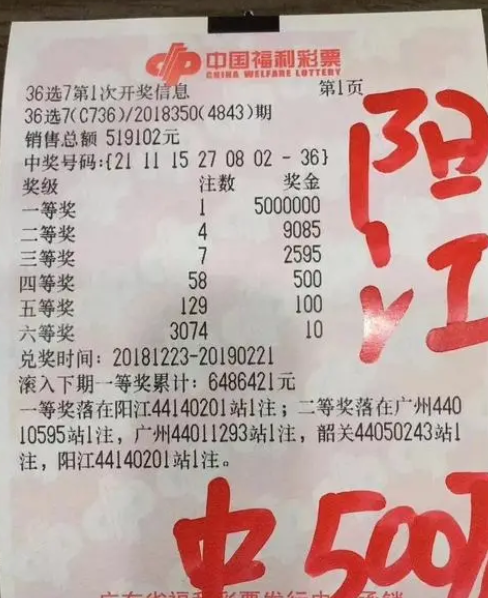 中国福利彩票
CHINA WELFARE LOTTERY
36选7第1次开奖信息 第1页
36选7(C736)/2018350(4843)期
销售总额 519102元
中奖号码:{21 11 15 27 08 02 - 36}
奖级 注数 奖金
一等奖 1 5000000
二等奖 4 9085
三等奖 7 2595
四等奖 58 500
五等奖 129 100
六等奖 3074 10
兑奖时间: 20181223-20190221
滚入下期一等奖累计: 6486421元
一等奖落在阳江44140201站1注; 二等奖落在广州440
10595站1注, 广州44011293站1注, 韶关44050243站1
注, 阳江44140201站1注。
阳
江
中500万